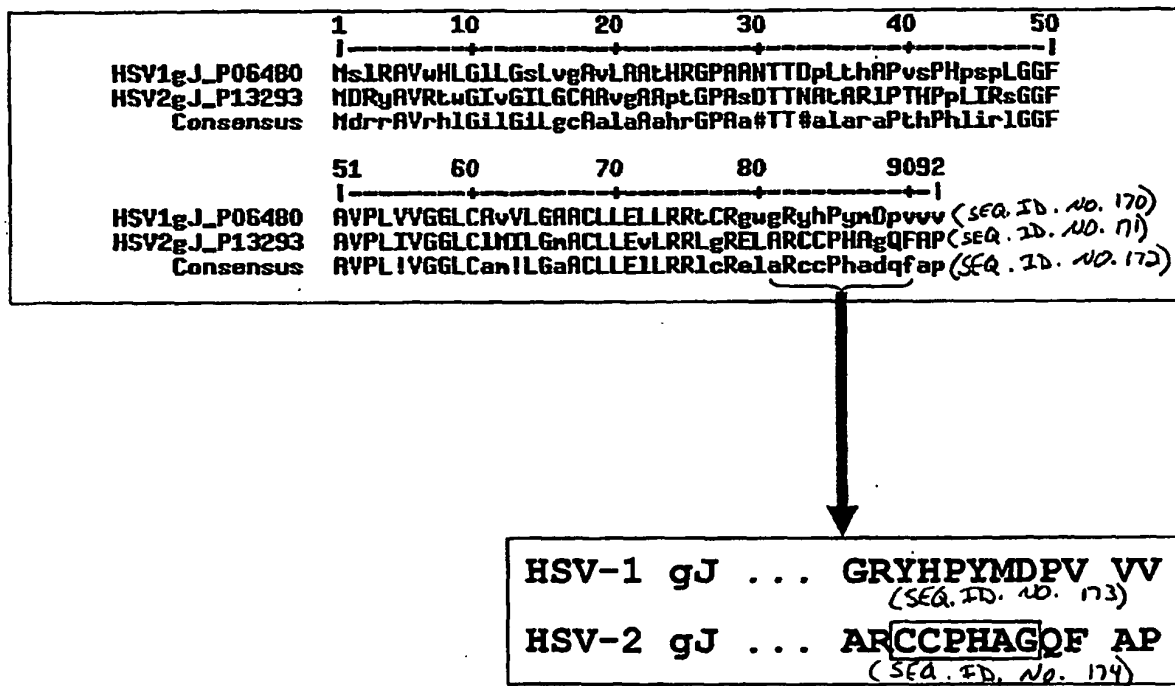 1 10 20 30 40 50
|---------+---------+---------+---------+---------|
HSV1gJ_P06480 MslRAVwHLGlLGsLvgAvLAAtHRGPAANTTDpLthAPvsPHpspLGGF
HSV2gJ_P13293 MDRyAVRtwGIvGILGCAAvgAAptGPAsDTTNAtARlPTHPpLIRsGGF
Consensus MdrrAVrhlGilGiLgcAalaAahrGPAa#TT#alaraPthPhlirlGGF
51 60 70 80 9092
|---------+---------+---------+---------+-|
HSV1gJ_P06480 AVPLVVGGLCAvVLGAACLLELLRRtCRgwgRyhPymDpvvv (SEQ. ID. NO. 170)
HSV2gJ_P13293 AVPLIVGGLClMILGmACLLEvLRRLgRELARCCPHAgQFAP (SEQ. ID. NO. 171)
Consensus AVPL!VGGLCam!LGaACLLElLRRlcRelaRccPhadqfap (SEQ. ID. NO. 172)
HSV-1 gJ ... GRYHPYMDPV VV
(SEQ. ID. NO. 173)
HSV-2 gJ ... ARCCPHAGQF AP
(SEQ. ID. NO. 174)